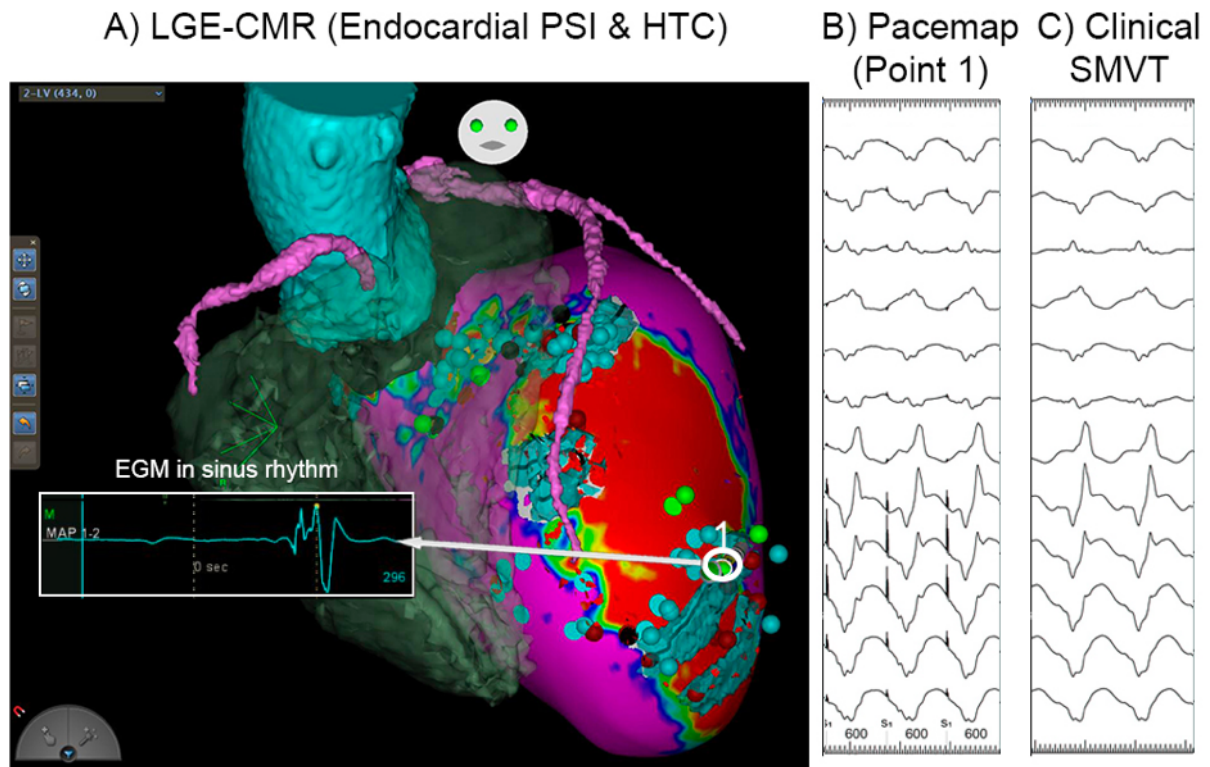 A) LGE-CMR (Endocardial PSI & HTC)
B) Pacemap
(Point 1)
C) Clinical
SMVT
2-LV (434, 0)
1
EGM in sinus rhythm
M
MAP 1-2
0 sec
296
S1
S1
S1
600
600
600